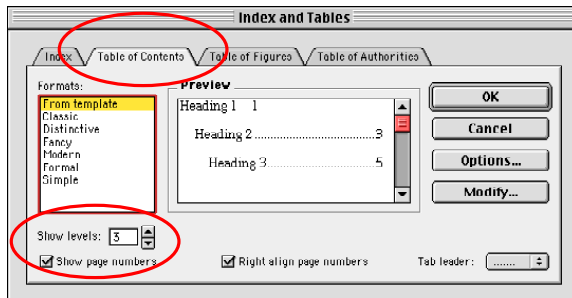 Index and Tables
Index
Table of Contents
Table of Figures
Table of Authorities
Formats:
From template
Classic
Distinctive
Fancy
Modern
Formal
Simple
Preview
Heading 1 1
Heading 2..............................3
Heading 3............................5
OK
Cancel
Options...
Modify...
Show levels: 3
Show page numbers
Right align page numbers
Tab leader: .......